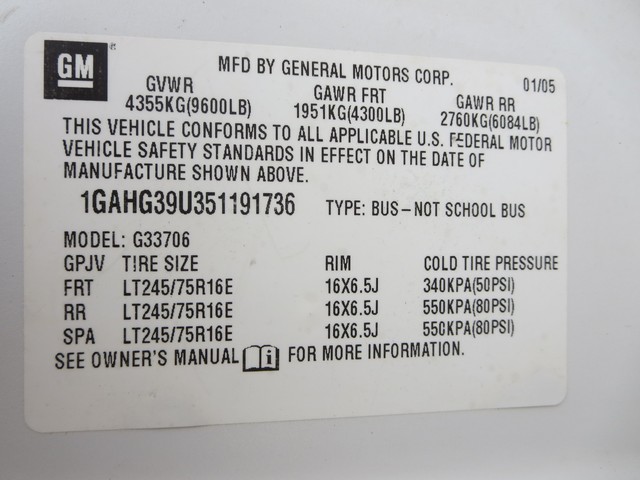 GM MFD BY GENERAL MOTORS CORP. 01/05
GVWR GAWR FRT GAWR RR
4355KG(9600LB) 1951KG(4300LB) 2760KG(6084LB)
THIS VEHICLE CONFORMS TO ALL APPLICABLE U.S. FEDERAL MOTOR
VEHICLE SAFETY STANDARDS IN EFFECT ON THE DATE OF
MANUFACTURE SHOWN ABOVE.
1GAHG39U351191736 TYPE: BUS–NOT SCHOOL BUS
MODEL: G33706
GPJV TIRE SIZE RIM COLD TIRE PRESSURE
FRT LT245/75R16E 16X6.5J 340KPA(50PSI)
RR LT245/75R16E 16X6.5J 550KPA(80PSI)
SPA LT245/75R16E 16X6.5J 550KPA(80PSI)
SEE OWNER'S MANUAL i FOR MORE INFORMATION.